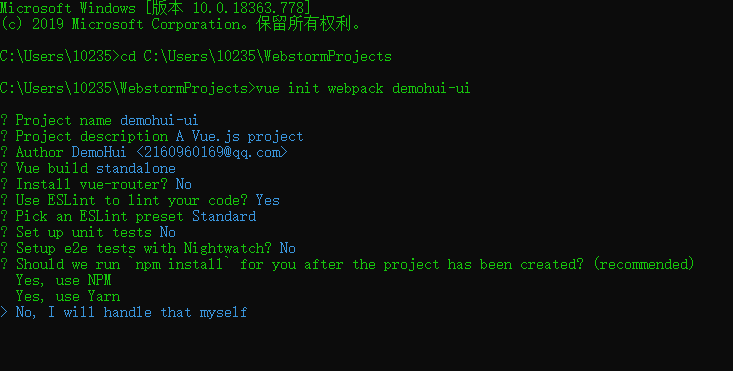 Microsoft Windows [版本 10.0.18363.778]
(c) 2019 Microsoft Corporation。保留所有权利。
C:\Users\10235>cd C:\Users\10235\WebstormProjects
C:\Users\10235\WebstormProjects>vue init webpack demohui-ui
? Project name demohui-ui
? Project description A Vue.js project
? Author DemoHui <2160960169@qq.com>
? Vue build standalone
? Install vue-router? No
? Use ESLint to lint your code? Yes
? Pick an ESLint preset Standard
? Set up unit tests No
? Setup e2e tests with Nightwatch? No
? Should we run `npm install` for you after the project has been created? (recommended)
Yes, use NPM
Yes, use Yarn
> No, I will handle that myself